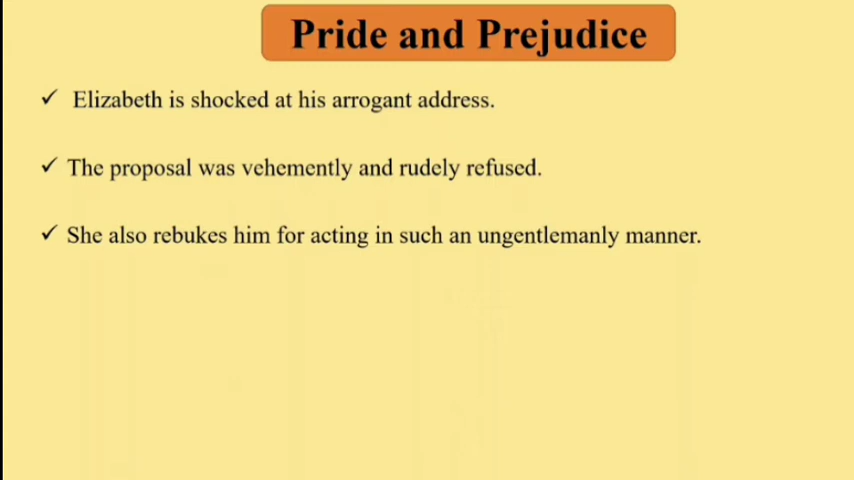 Pride and Prejudice
✓ Elizabeth is shocked at his arrogant address.
✓ The proposal was vehemently and rudely refused.
✓ She also rebukes him for acting in such an ungentlemanly manner.